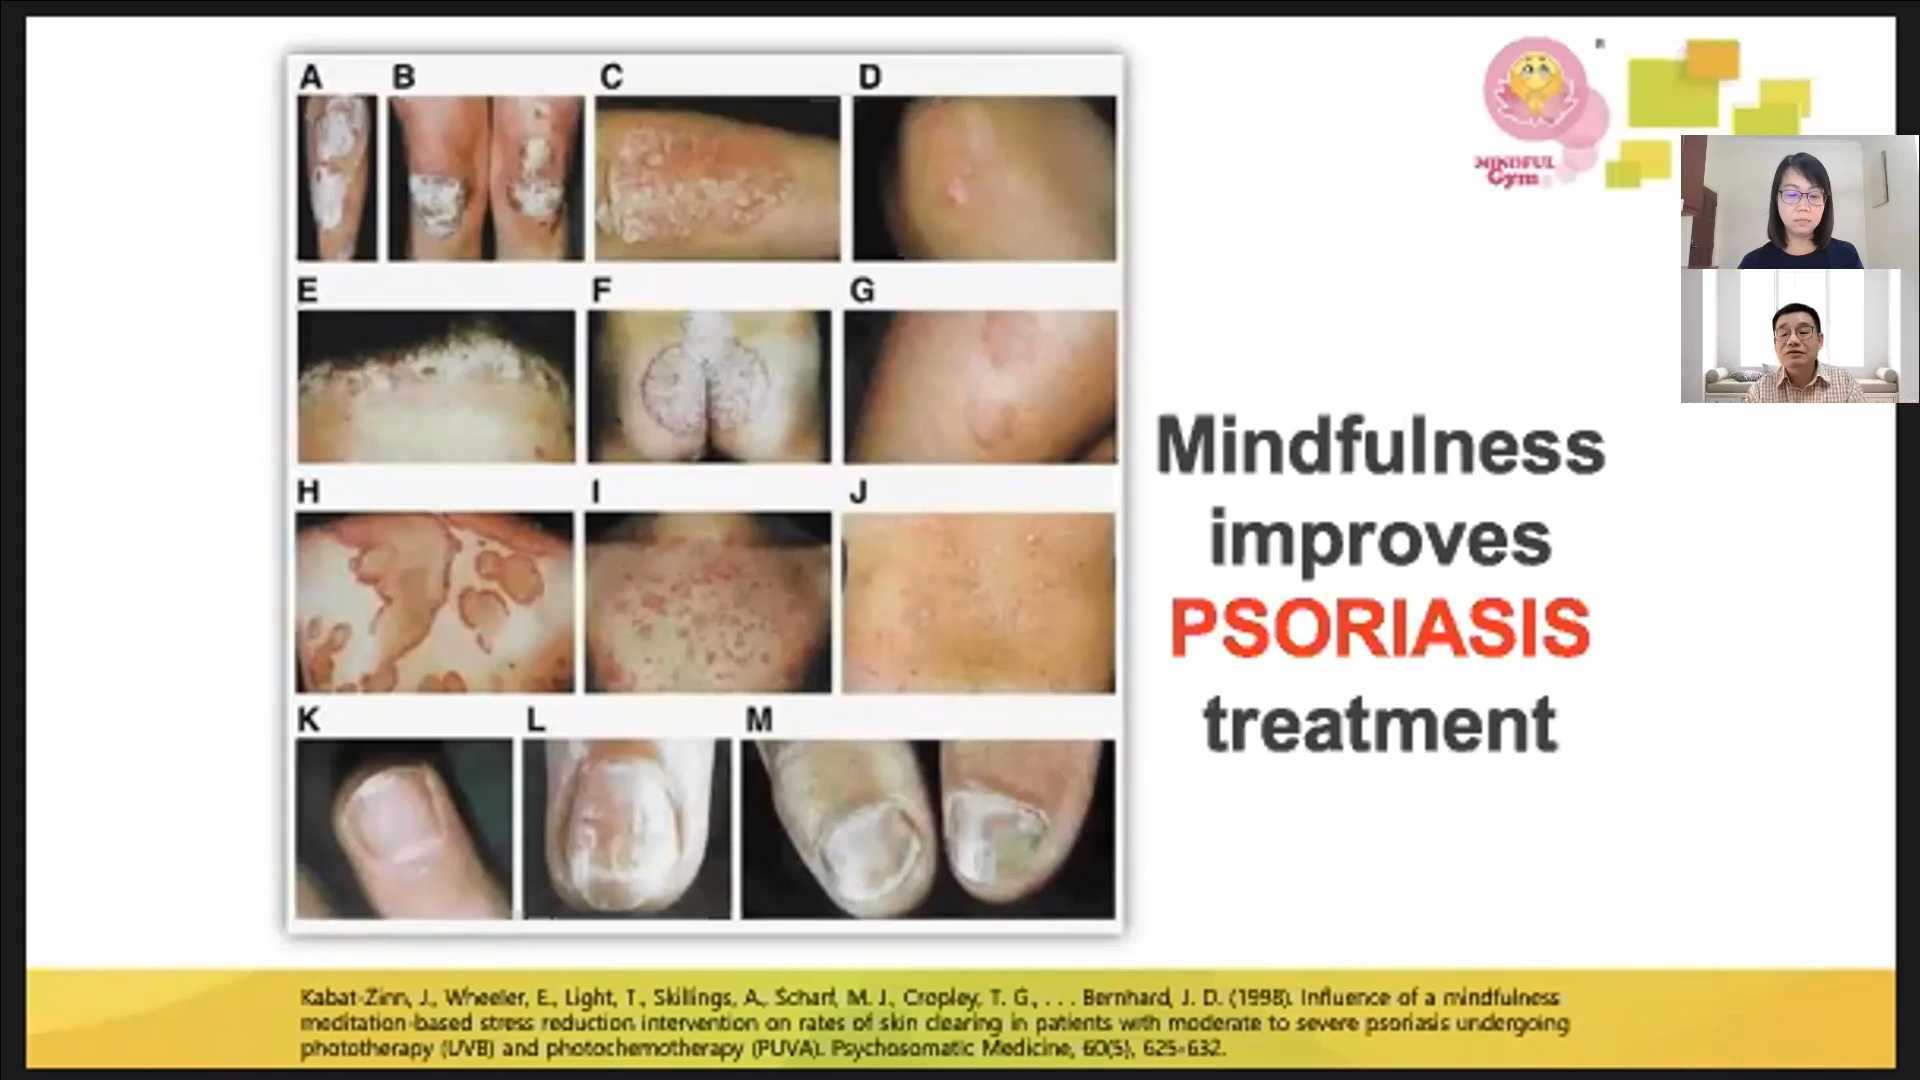 A B C D
E F G
H I J
K L M
MINDFUL
Gym
Mindfulness
improves
PSORIASIS
treatment
Kabat-Zinn, J., Wheeler, E., Light, T., Skillings, A., Scharf, M. J., Cropley, T. G., . . . Bernhard, J. D. (1998). Influence of a mindfulness
meditation-based stress reduction intervention on rates of skin clearing in patients with moderate to severe psoriasis undergoing
phototherapy (UVB) and photochemotherapy (PUVA). Psychosomatic Medicine, 60(5), 625-632.